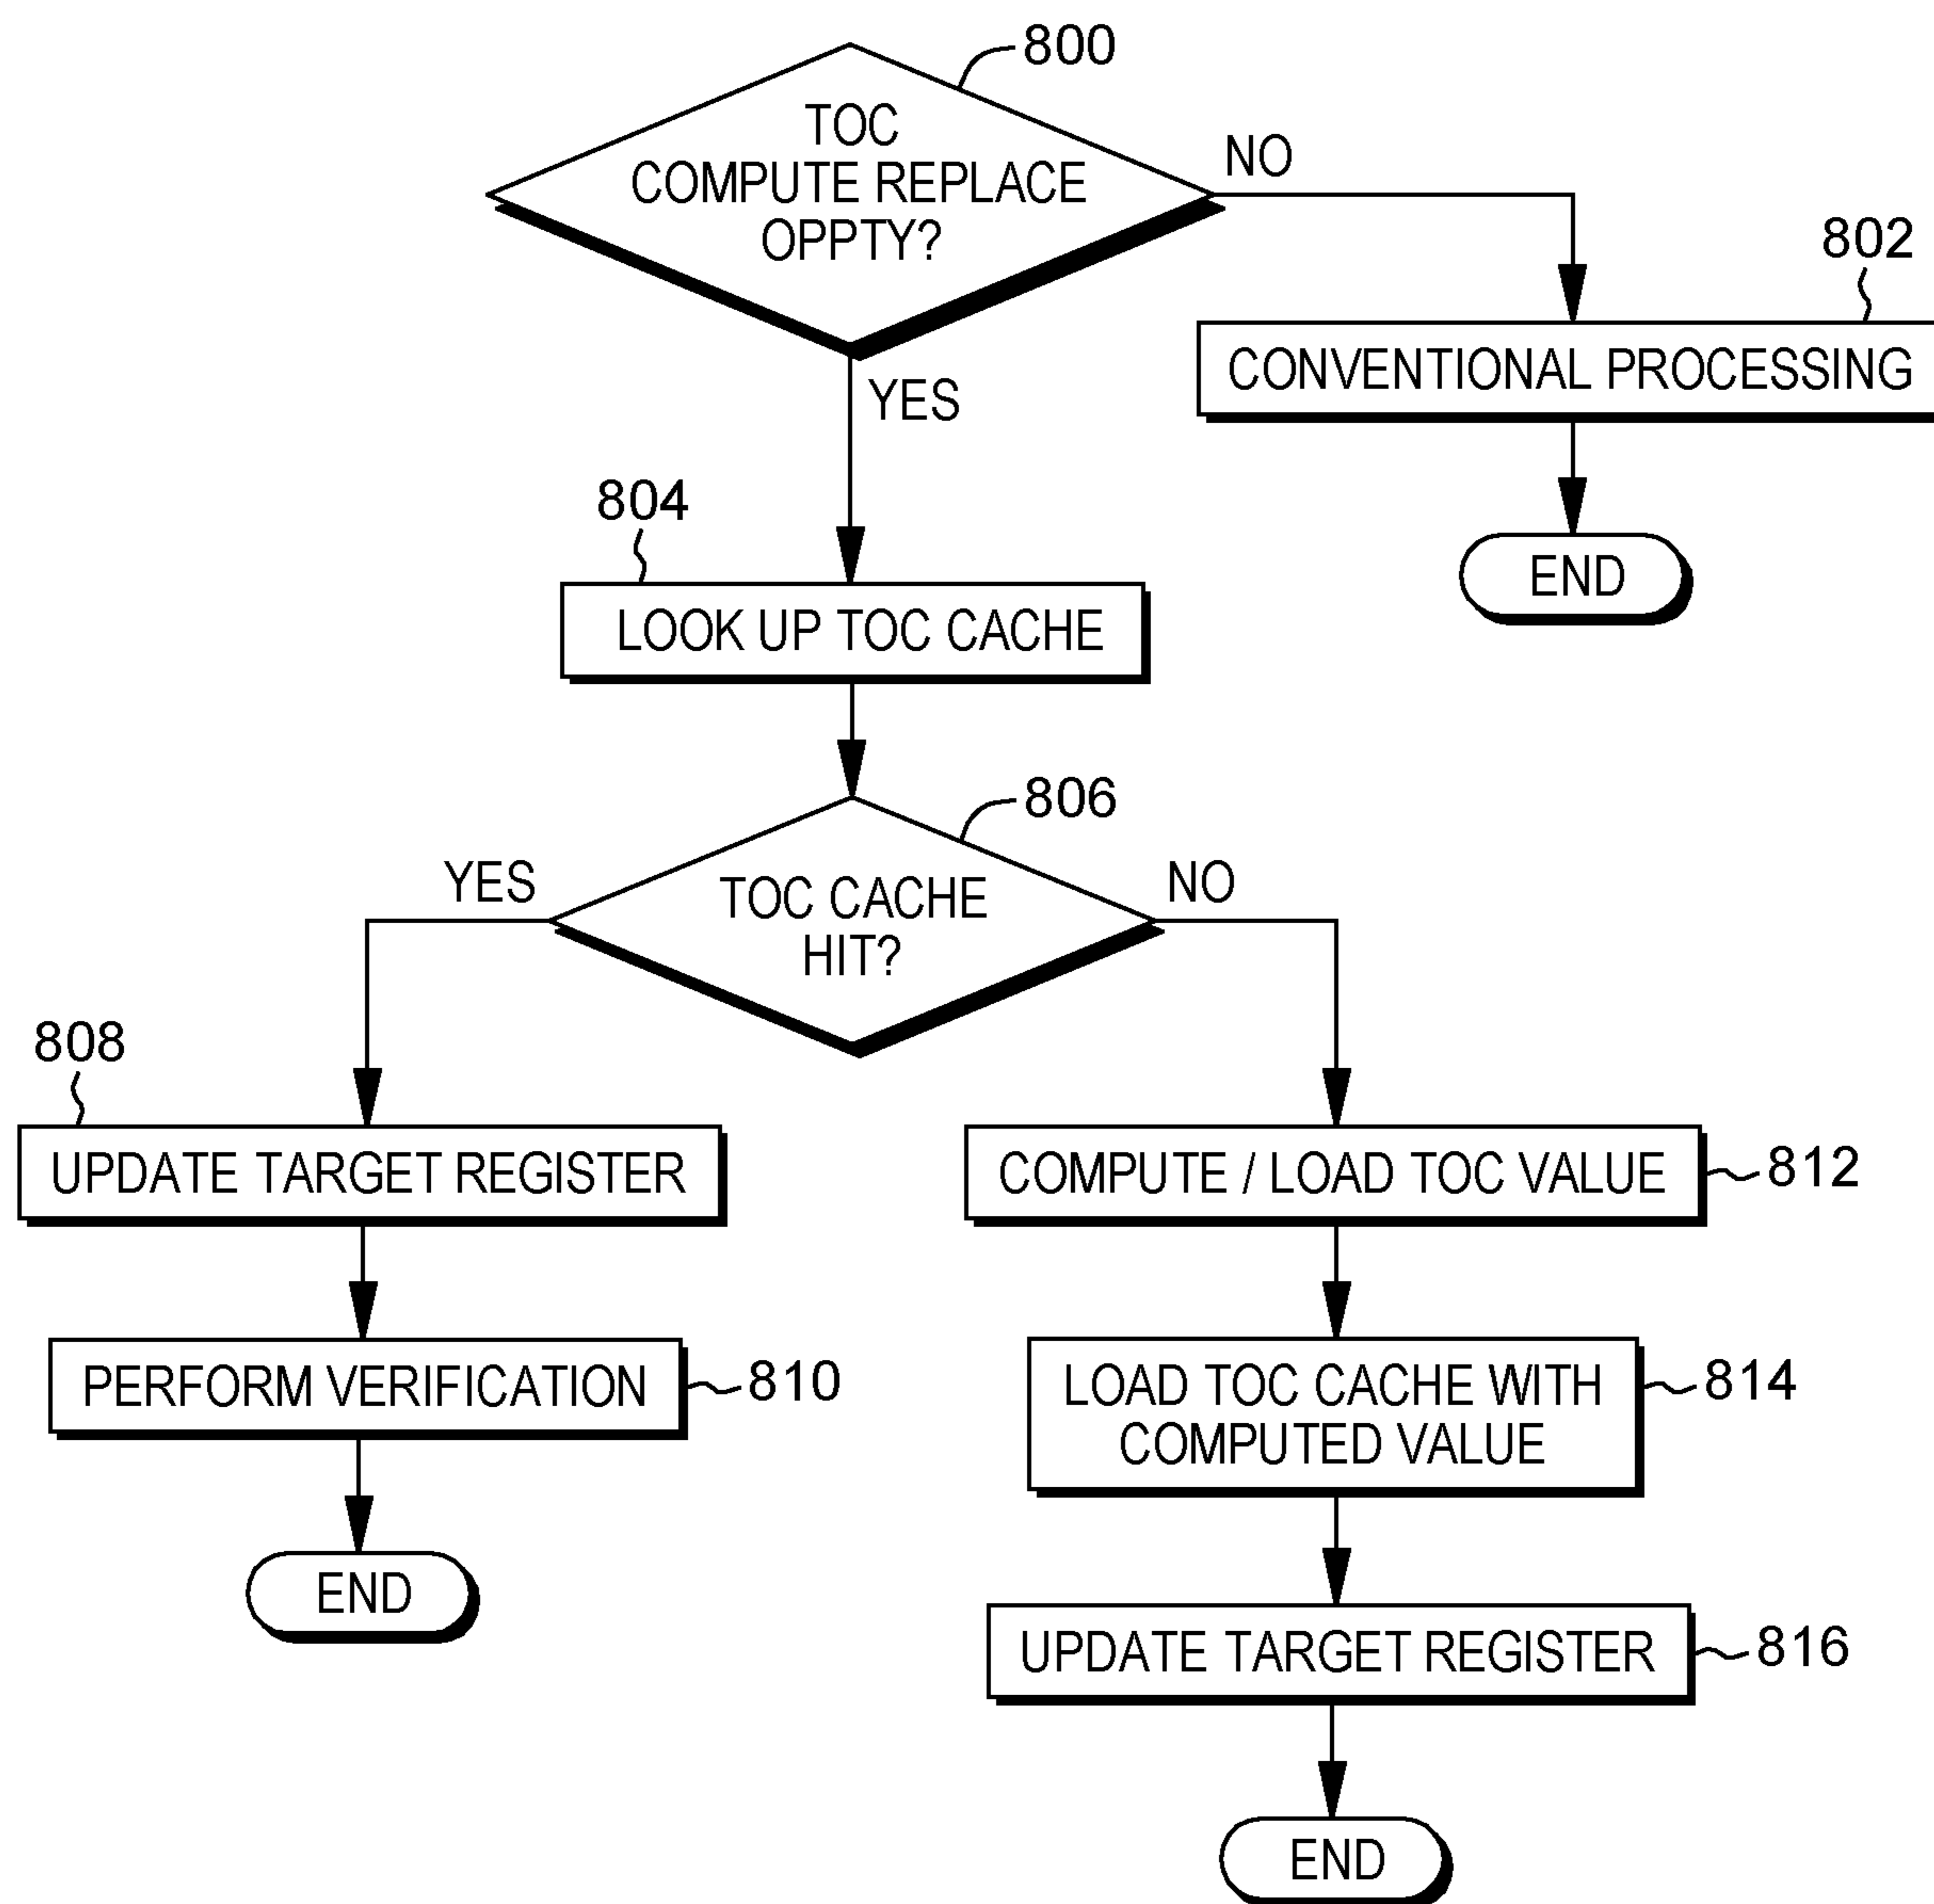 800
TOC
COMPUTE REPLACE
OPPTY?
NO
802
CONVENTIONAL PROCESSING
END
YES
804
LOOK UP TOC CACHE
806
TOC CACHE
HIT?
YES
NO
808
UPDATE TARGET REGISTER
PERFORM VERIFICATION
810
END
COMPUTE / LOAD TOC VALUE
812
LOAD TOC CACHE WITH
COMPUTED VALUE
814
UPDATE TARGET REGISTER
816
END